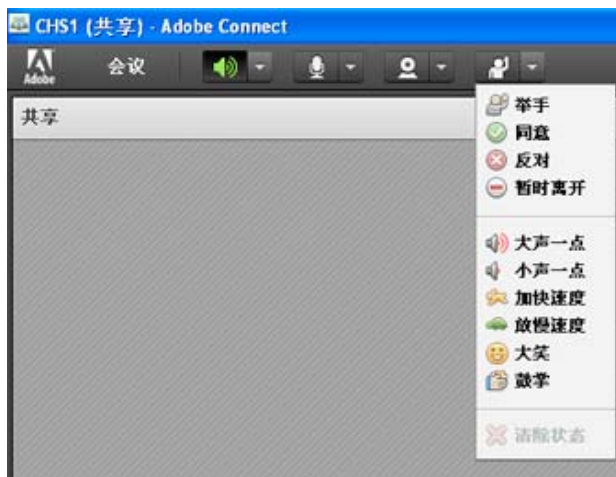 CHS1 (共享) - Adobe Connect
Adobe
会议
共享
举手
同意
反对
暂时离开
大声一点
小声一点
加快速度
放慢速度
大笑
鼓掌
清除状态